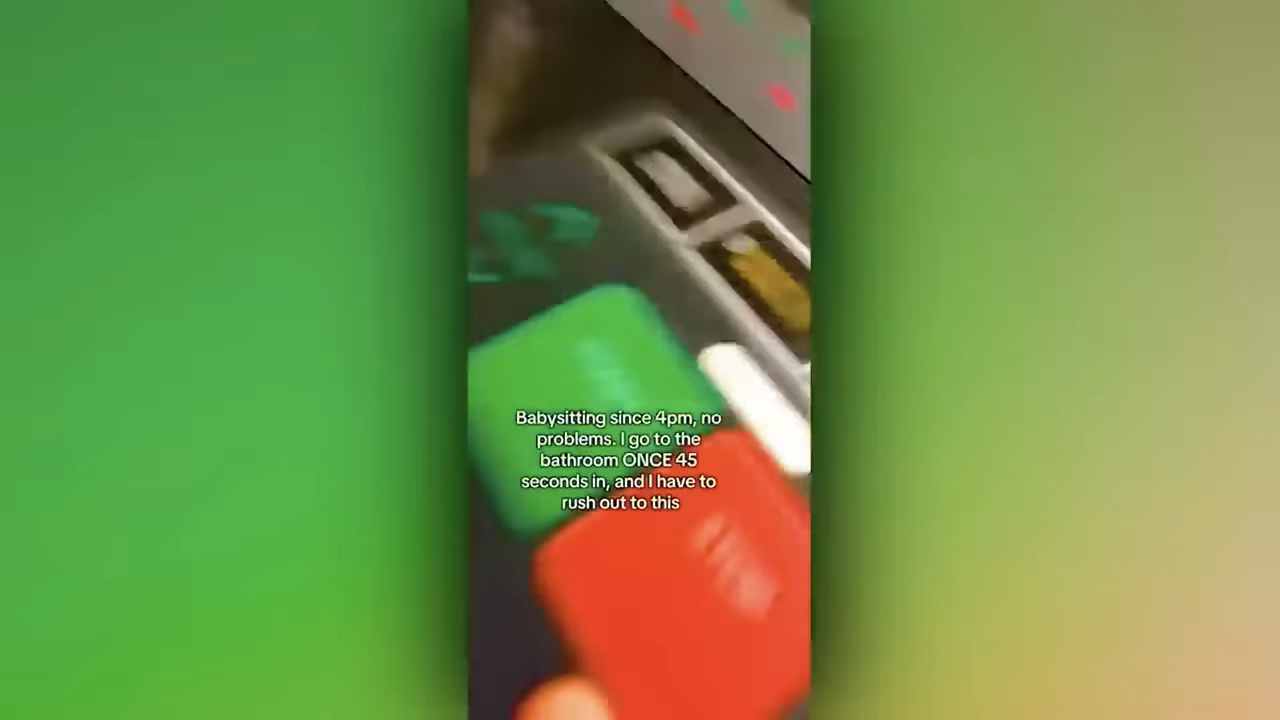 Babysitting since 4pm, no
problems. I go to the
bathroom ONCE 45
seconds in, and I have to
rush out to this